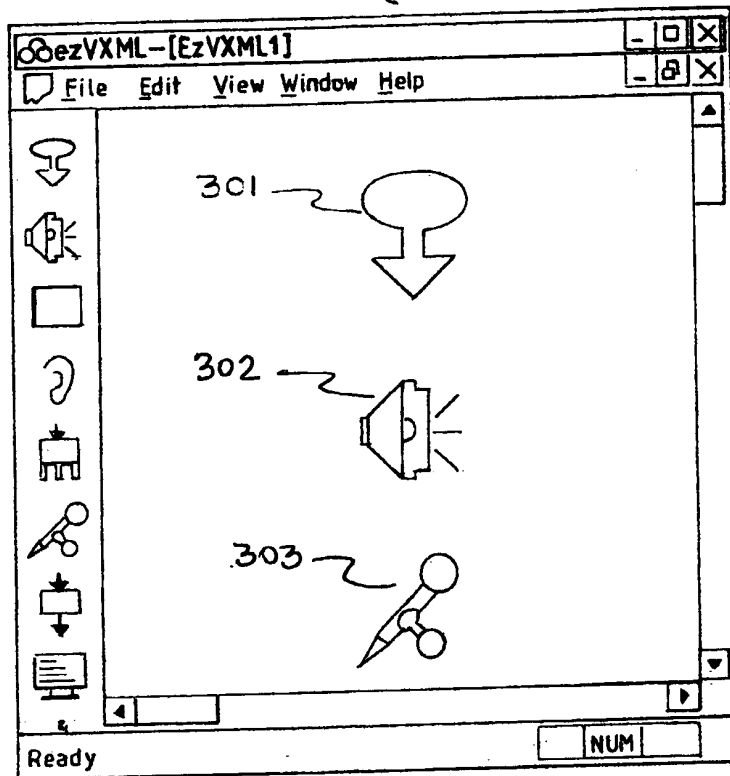 ezVXML-[EzVXML1]
File Edit View Window Help
301
302
303
Ready NUM